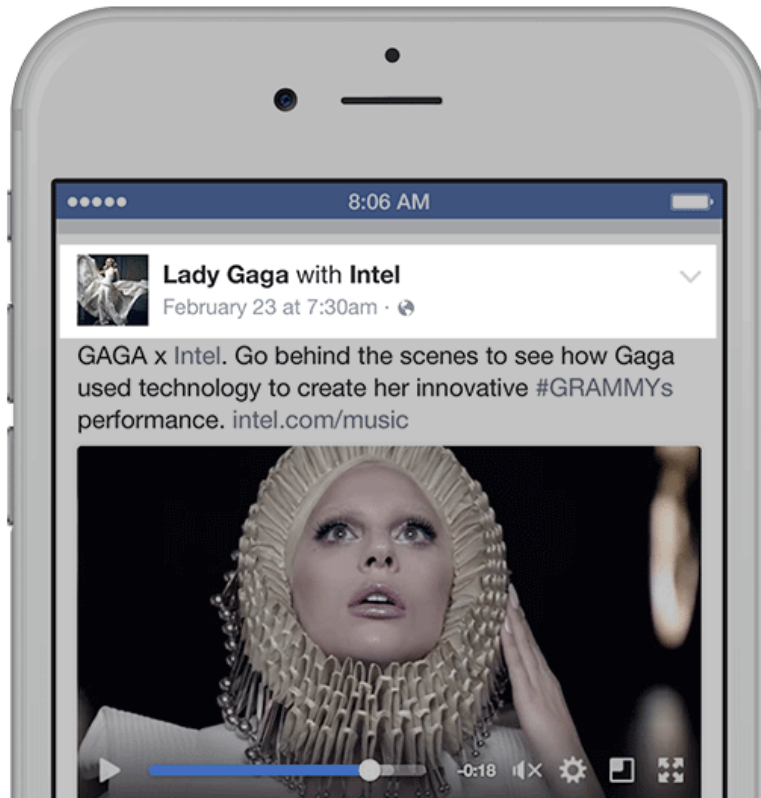 8:06 AM
Lady Gaga with Intel
February 23 at 7:30am ·
GAGA x Intel. Go behind the scenes to see how Gaga
used technology to create her innovative #GRAMMYs
performance. intel.com/music
-0:18